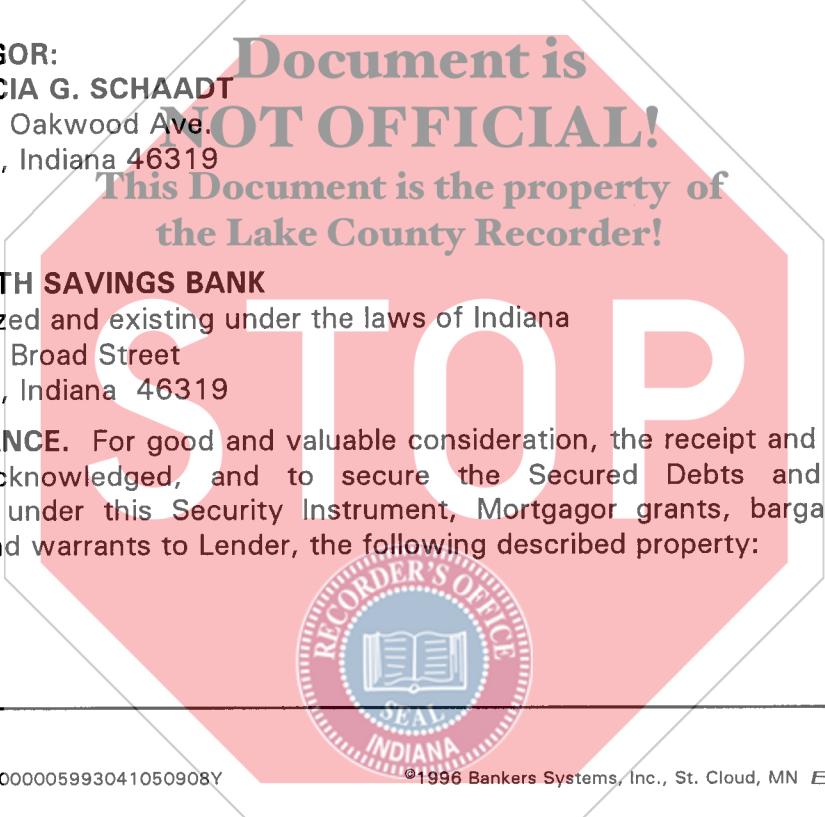 GOR:
CIA G. SCHAADT
Oakwood Ave.
, Indiana 46319
Document is
NOT OFFICIAL!
This Document is the property of
the Lake County Recorder!
TH SAVINGS BANK
zed and existing under the laws of Indiana
Broad Street
, Indiana 46319
STOP
ANCE. For good and valuable consideration, the receipt and
cknowledged, and to secure the Secured Debts and
under this Security Instrument, Mortgagor grants, barga
nd warrants to Lender, the following described property:
RECORDER'S OFFICE
SEAL
INDIANA
000005993041050908Y
©1996 Bankers Systems, Inc., St. Cloud, MN E